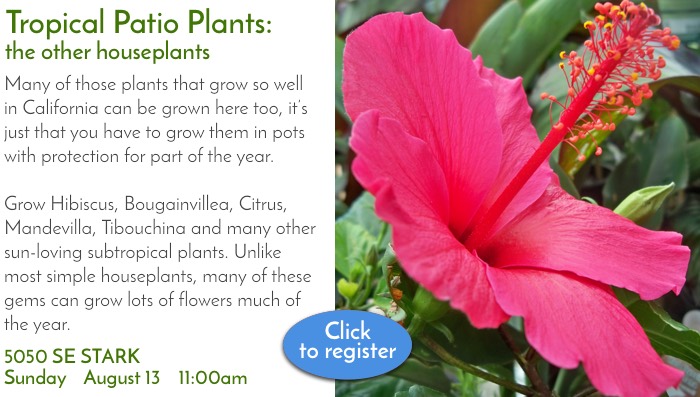 Tropical Patio Plants:
the other houseplants
Many of those plants that grow so well
in California can be grown here too, it's
just that you have to grow them in pots
with protection for part of the year.
Grow Hibiscus, Bougainvillea, Citrus,
Mandevilla, Tibouchina and many other
sun-loving subtropical plants. Unlike
most simple houseplants, many of these
gems can grow lots of flowers much of
the year.
5050 SE STARK
Sunday August 13 11:00am
Click
to register